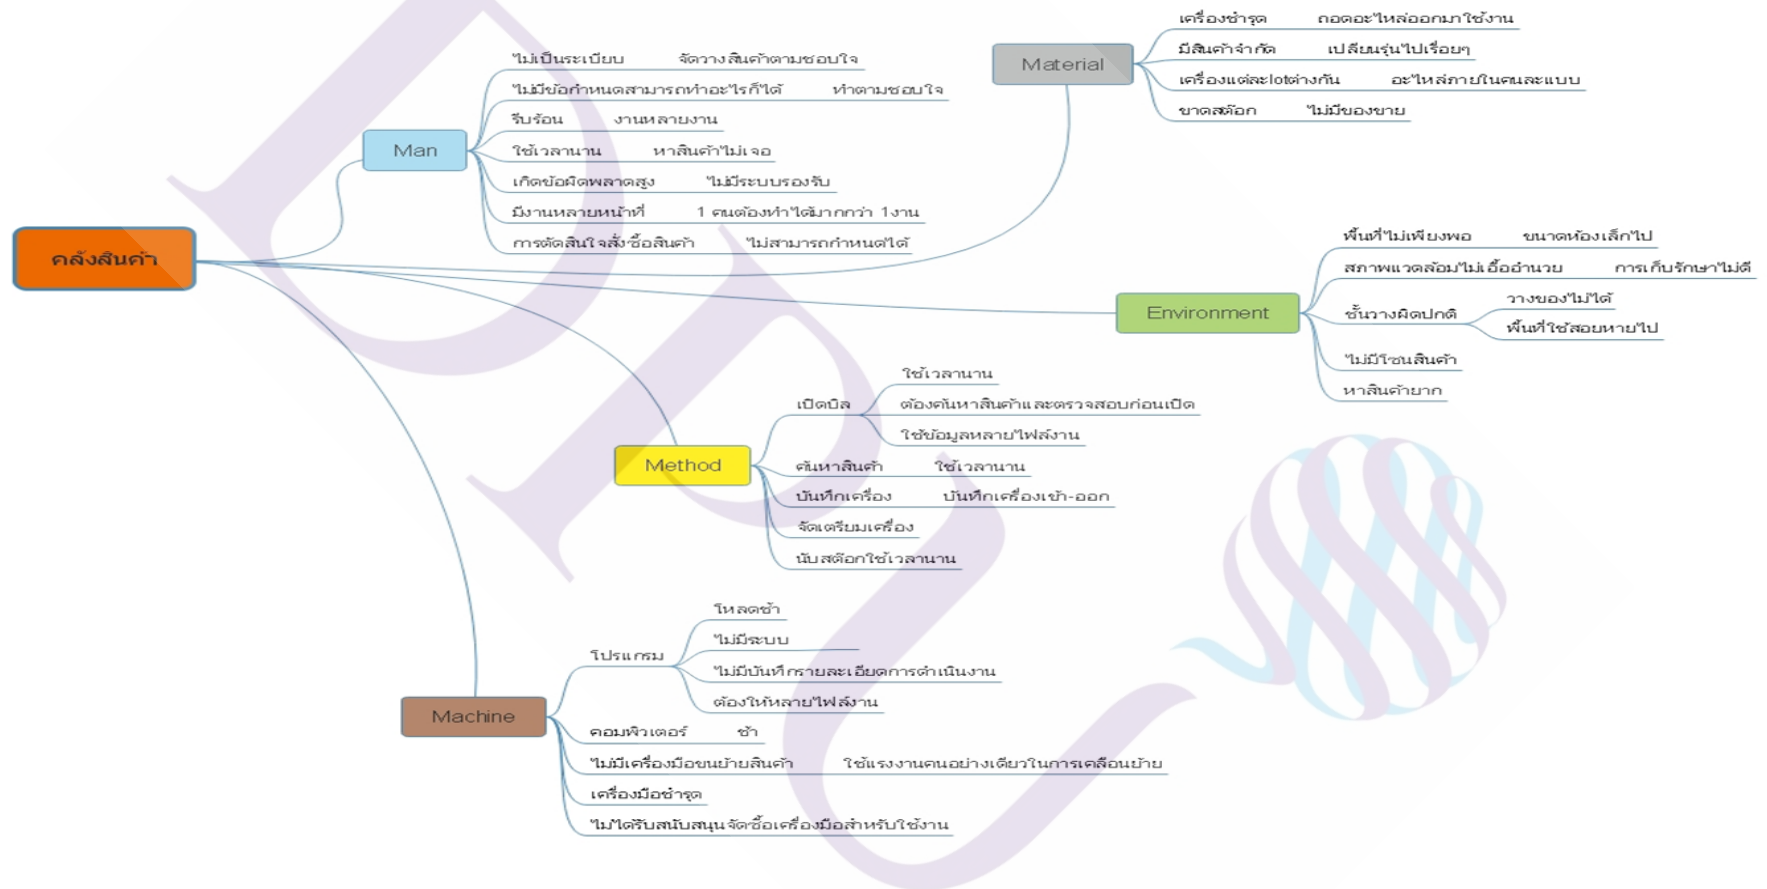 คลังสินค้า
Man
ไม่เป็นระเบียบ จัดวางสินค้าตามชอบใจ
ไม่มีข้อกำหนดสามารถทำอะไรก็ได้ ทำตามชอบใจ
รีบร้อน งานหลายงาน
ใช้เวลานาน หาสินค้าไม่เจอ
เกิดข้อผิดพลาดสูง ไม่มีระบบรองรับ
มีงานหลายหน้าที่ 1 คนต้องทำได้มากกว่า 1งาน
การตัดสินใจสั่งซื้อสินค้า ไม่สามารถกำหนดได้
Material
เครื่องชำรุด ถอดอะไหล่ออกมาใช้งาน
มีสินค้าจำกัด เปลี่ยนรุ่นไปเรื่อยๆ
เครื่องแต่ละlotต่างกัน อะไหล่ภายในคนละแบบ
ขาดสต๊อก ไม่มีของขาย
Environment
พื้นที่ไม่เพียงพอ ขนาดห้องเล็กไป
สภาพแวดล้อมไม่เอื้ออำนวย การเก็บรักษาไม่ดี
ชั้นวางผิดปกติ
วางของไม่ได้
พื้นที่ใช้สอยหายไป
ไม่มีโซนสินค้า
หาสินค้ายาก
Method
เปิดบิล
ใช้เวลานาน
ต้องค้นหาสินค้าและตรวจสอบก่อนเปิด
ใช้ข้อมูลหลายไฟล์งาน
ค้นหาสินค้า ใช้เวลานาน
บันทึกเครื่อง บันทึกเครื่องเข้า-ออก
จัดเตรียมเครื่อง
นับสต๊อกใช้เวลานาน
Machine
โปรแกรม
โหลดช้า
ไม่มีระบบ
ไม่มีบันทึกรายละเอียดการดำเนินงาน
ต้องใช้หลายไฟล์งาน
คอมพิวเตอร์ ช้า
ไม่มีเครื่องมือขนย้ายสินค้า ใช้แรงงานคนอย่างเดียวในการเคลื่อนย้าย
เครื่องมือชำรุด
ไม่ได้รับสนับสนุนจัดซื้อเครื่องมือสำหรับใช้งาน
DPU